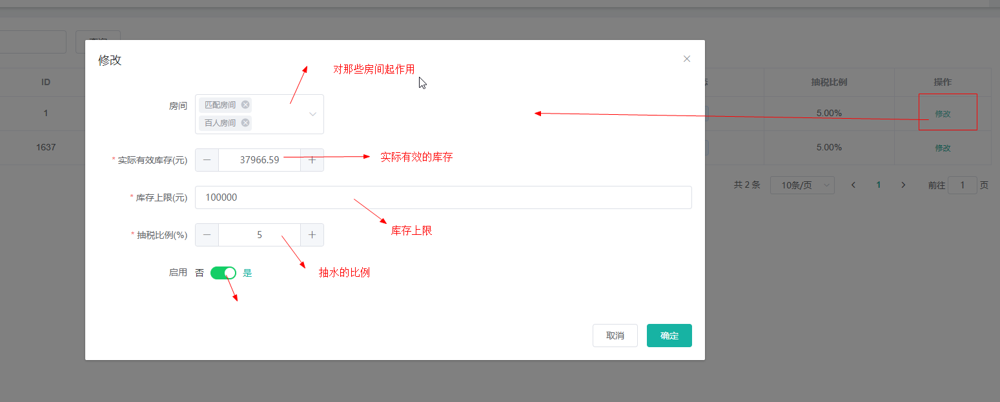 修改
对那些房间起作用
ID
抽税比例
操作
房间
匹配房间
百人房间
1
5.00%
修改
1637
5.00%
修改
* 实际有效库存(元)
37966.59
实际有效的库存
共 2 条
10条/页
1
前往
1
页
* 库存上限(元)
100000
库存上限
* 抽税比例(%)
5
抽水的比例
启用
否
是
取消
确定